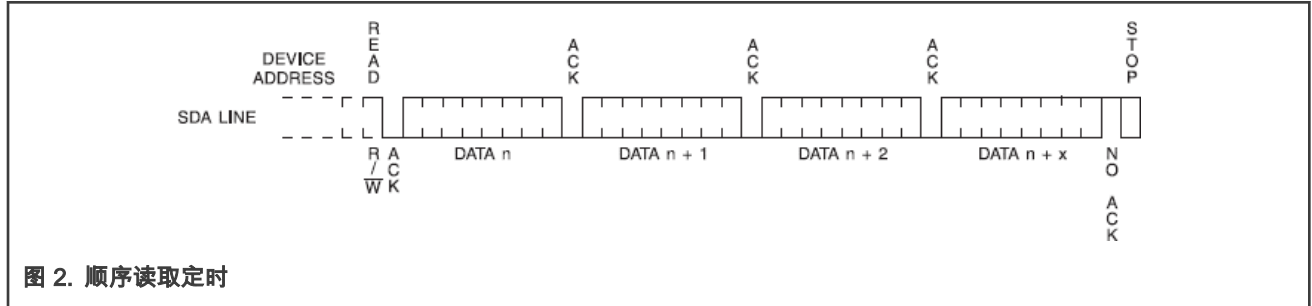 READ
DEVICE ADDRESS
ACK
ACK
ACK
STOP
SDA LINE
R/W
ACK
DATA n
DATA n + 1
DATA n + 2
DATA n + x
NO ACK
图 2. 顺序读取定时